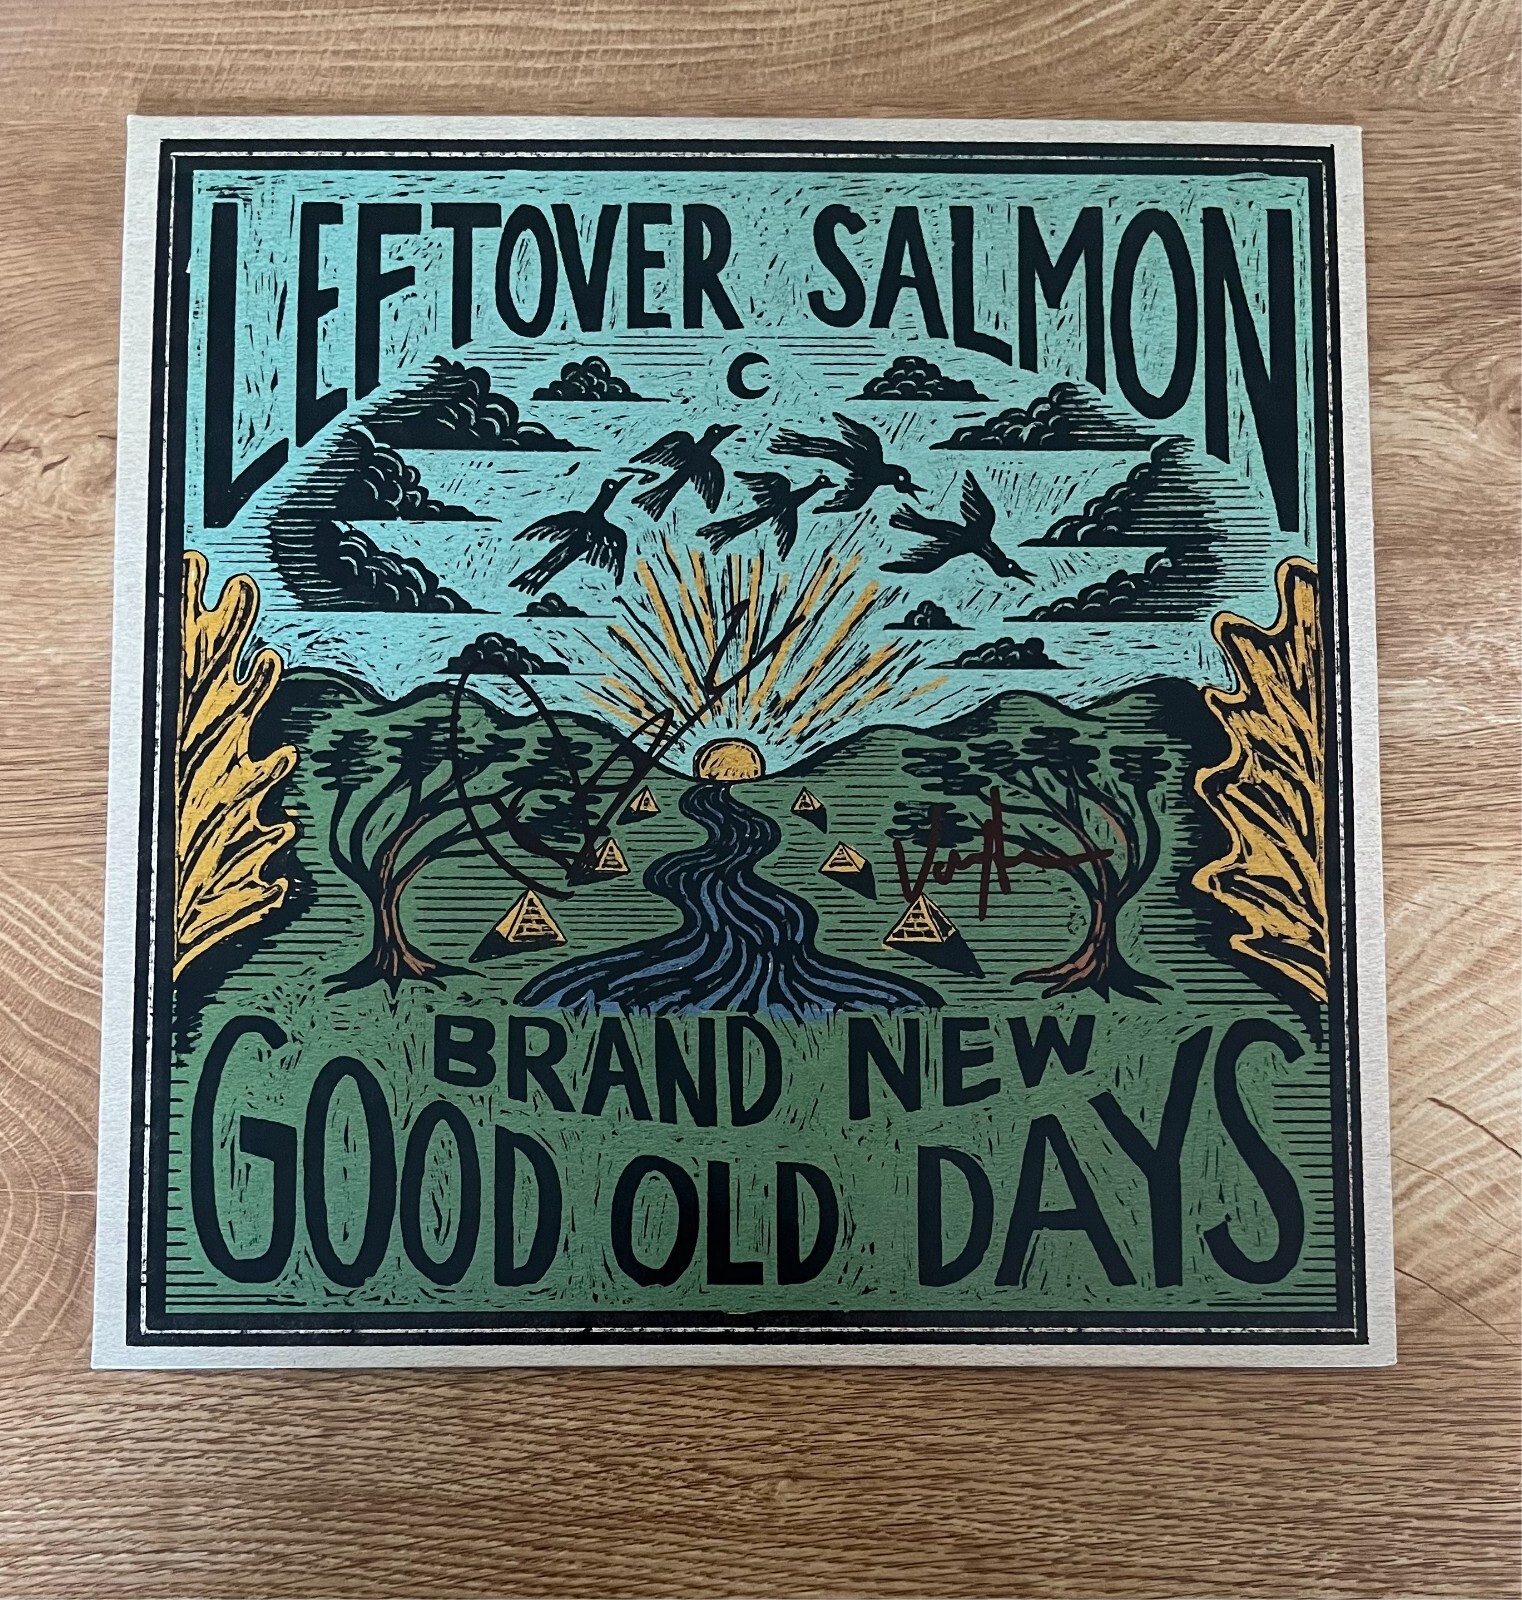 LEFTOVER SALMON
BRAND NEW
GOOD OLD DAYS